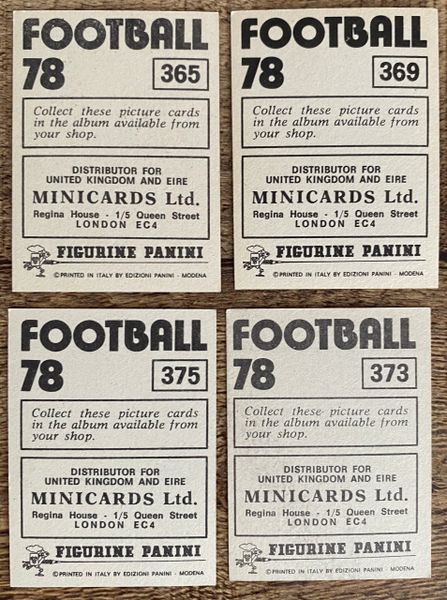 FOOTBALL
78 365
Collect these picture cards
in the album available from
your shop.
DISTRIBUTOR FOR
UNITED KINGDOM AND EIRE
MINICARDS Ltd.
Regina House - 1/5 Queen Street
LONDON EC4
FIGURINE PANINI
©PRINTED IN ITALY BY EDIZIONI PANINI - MODENA
FOOTBALL
78 369
Collect these picture cards
in the album available from
your shop.
DISTRIBUTOR FOR
UNITED KINGDOM AND EIRE
MINICARDS Ltd.
Regina House - 1/5 Queen Street
LONDON EC4
FIGURINE PANINI
©PRINTED IN ITALY BY EDIZIONI PANINI - MODENA
FOOTBALL
78 375
Collect these picture cards
in the album available from
your shop.
DISTRIBUTOR FOR
UNITED KINGDOM AND EIRE
MINICARDS Ltd.
Regina House - 1/5 Queen Street
LONDON EC4
FIGURINE PANINI
©PRINTED IN ITALY BY EDIZIONI PANINI - MODENA
FOOTBALL
78 373
Collect these picture cards
in the album available from
your shop.
DISTRIBUTOR FOR
UNITED KINGDOM AND EIRE
MINICARDS Ltd.
Regina House - 1/5 Queen Street
LONDON EC4
FIGURINE PANINI
©PRINTED IN ITALY BY EDIZIONI PANINI - MODENA